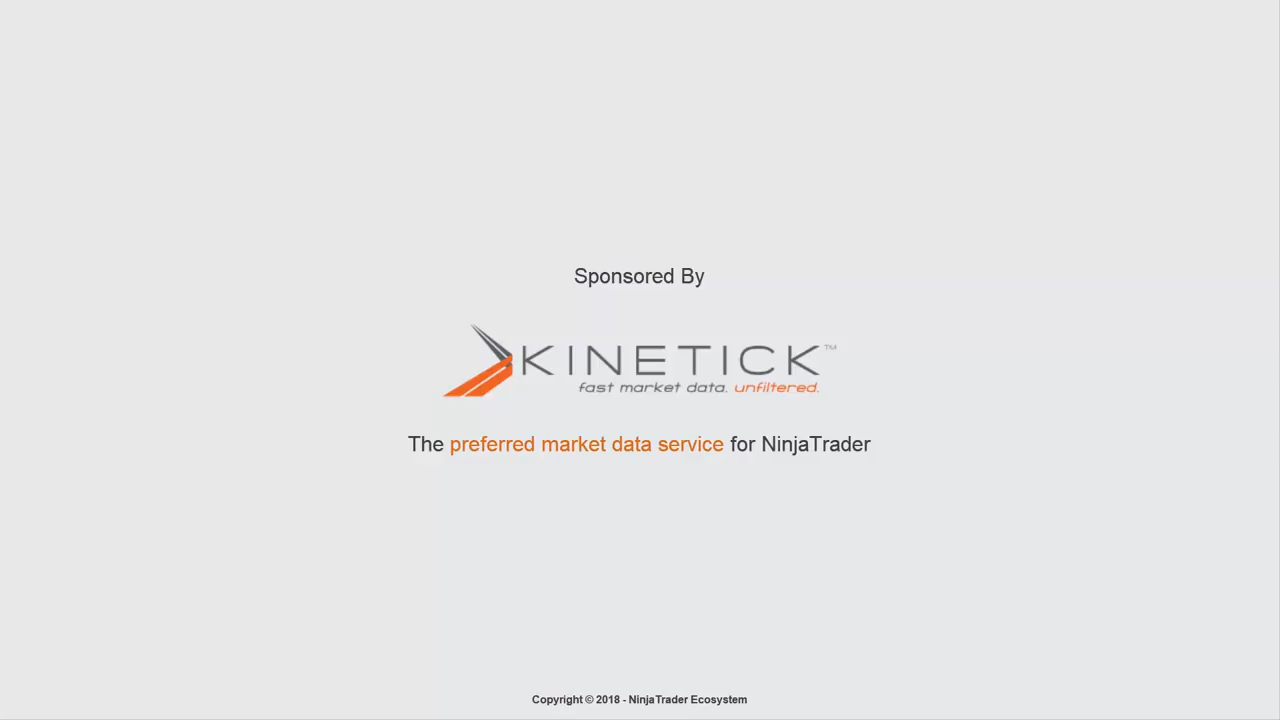 Sponsored By
KINETICK™
fast market data. unfiltered.
The preferred market data service for NinjaTrader
Copyright © 2018 - NinjaTrader Ecosystem